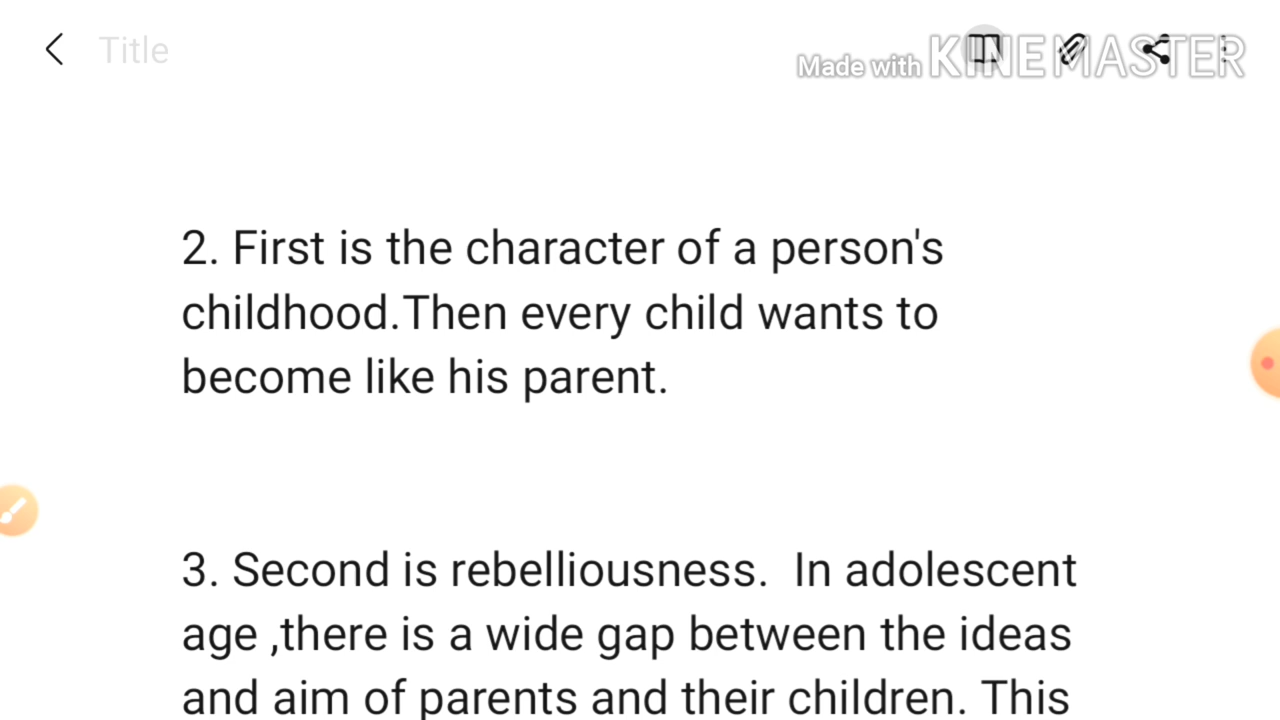 Title
Made with KINEMASTER
2. First is the character of a person's
childhood.Then every child wants to
become like his parent.
3. Second is rebelliousness.  In adolescent
age ,there is a wide gap between the ideas
and aim of parents and their children. This